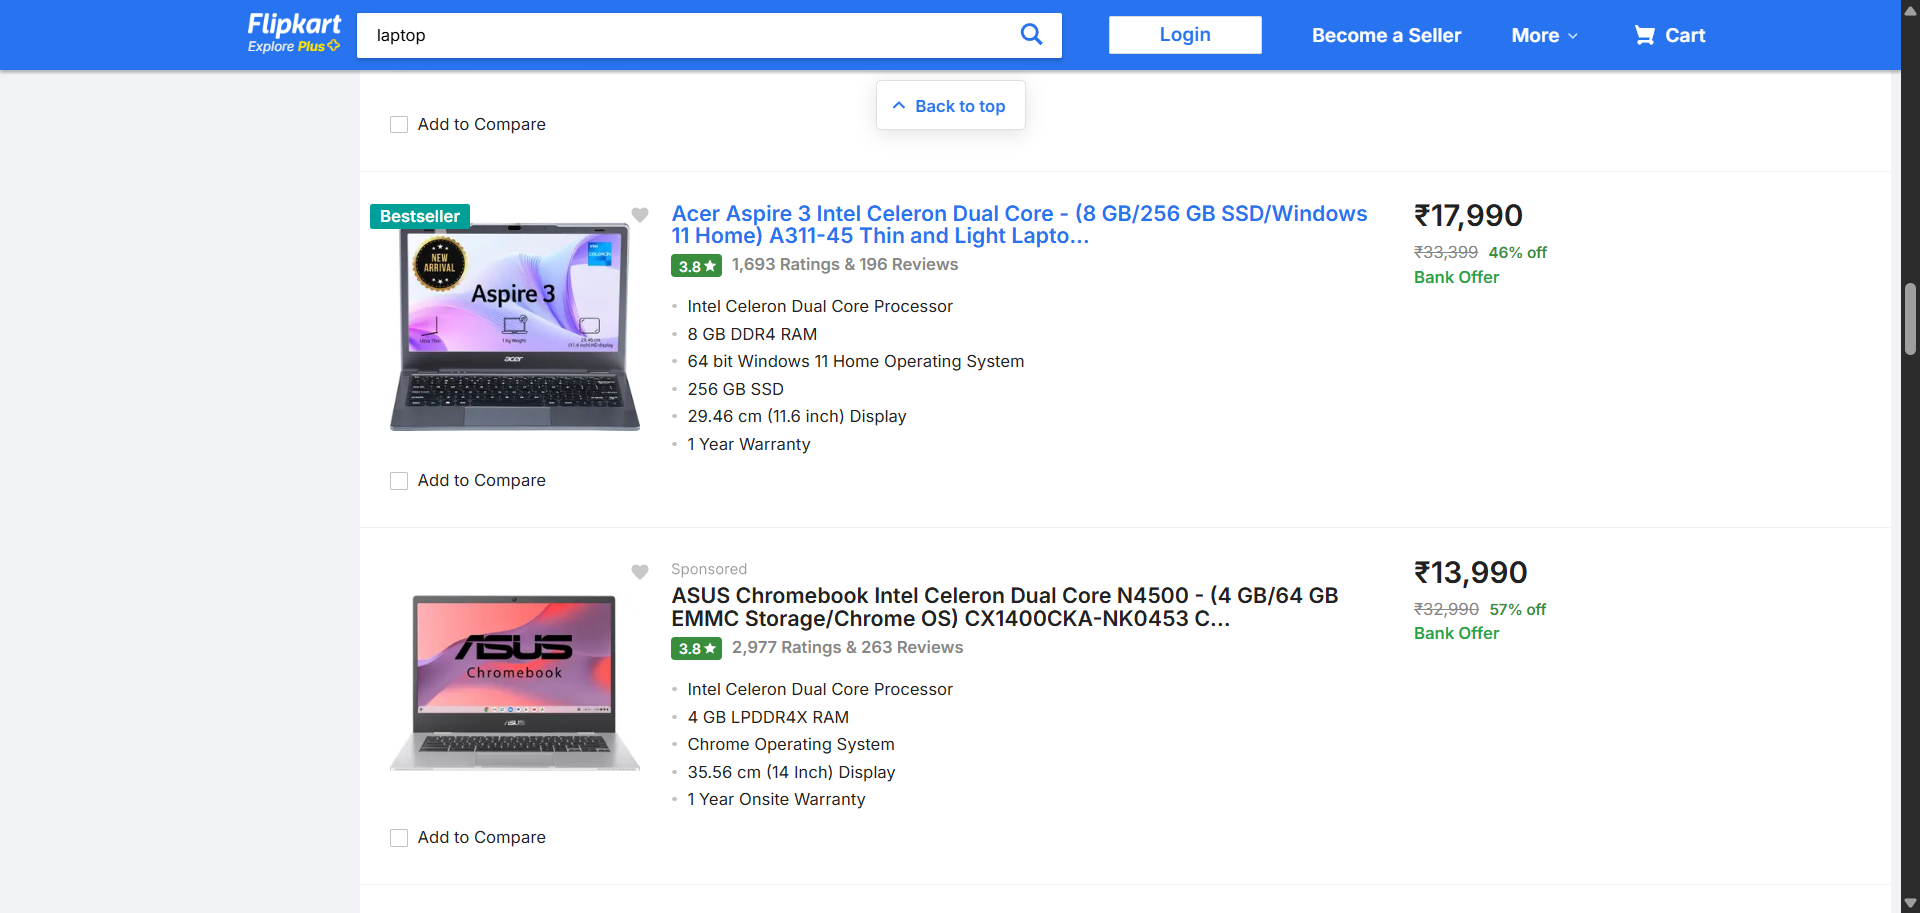 Flipkart
Explore Plus
laptop
Login
Become a Seller
More
Cart
Back to top
Add to Compare
Bestseller
NEW
ARRIVAL
Aspire 3
1 Kg Weight
acer
Acer Aspire 3 Intel Celeron Dual Core - (8 GB/256 GB SSD/Windows
11 Home) A311-45 Thin and Light Lapto...
3.8★ 1,693 Ratings & 196 Reviews
Intel Celeron Dual Core Processor
8 GB DDR4 RAM
64 bit Windows 11 Home Operating System
256 GB SSD
29.46 cm (11.6 inch) Display
1 Year Warranty
₹17,990
₹33,399 46% off
Bank Offer
Add to Compare
ASUS
Chromebook
ASUS
Sponsored
ASUS Chromebook Intel Celeron Dual Core N4500 - (4 GB/64 GB
EMMC Storage/Chrome OS) CX1400CKA-NK0453 C...
3.8★ 2,977 Ratings & 263 Reviews
Intel Celeron Dual Core Processor
4 GB LPDDR4X RAM
Chrome Operating System
35.56 cm (14 Inch) Display
1 Year Onsite Warranty
₹13,990
₹32,990 57% off
Bank Offer
Add to Compare